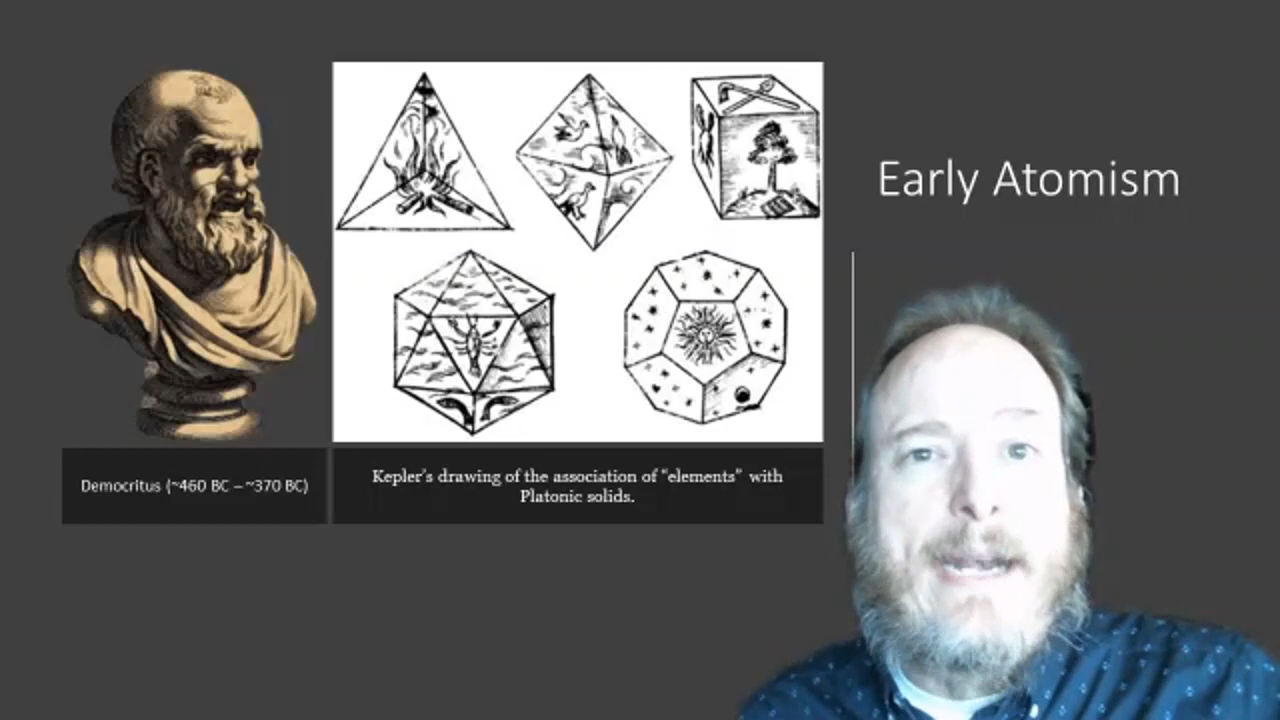 Early Atomism
Democritus (~460 BC – ~370 BC)
Kepler's drawing of the association of “elements” with
Platonic solids.